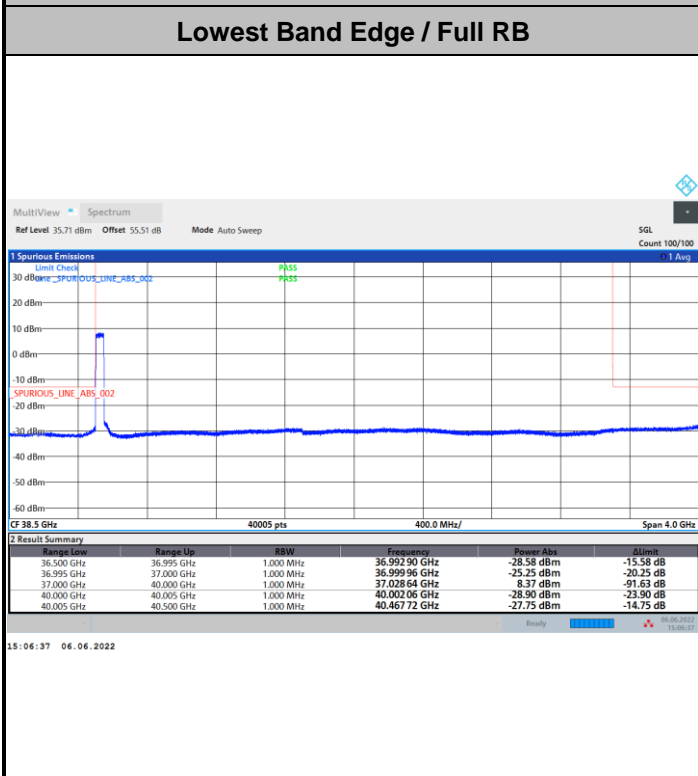 Lowest Band Edge / Full RB
MultiView Spectrum
Ref Level 35.71 dBm Offset 55.51 dB Mode Auto Sweep SGL
Count 100/100
1 Spurious Emissions 1 Avg
Limit Check PASS
30 dBm Line _SPURIOUS_LINE_ABS_002 PASS
20 dBm
10 dBm
0 dBm
-10 dBm
_SPURIOUS_LINE_ABS_002
-20 dBm
-30 dBm
-40 dBm
-50 dBm
-60 dBm
CF 38.5 GHz 40005 pts 400.0 MHz/ Span 4.0 GHz
2 Result Summary
Range Low Range Up RBW Frequency Power Abs ΔLimit
36.500 GHz 36.995 GHz 1.000 MHz 36.992 90 GHz -28.58 dBm -15.58 dB
36.995 GHz 37.000 GHz 1.000 MHz 36.999 96 GHz -25.25 dBm -20.25 dB
37.000 GHz 40.000 GHz 1.000 MHz 37.028 64 GHz 8.37 dBm -91.63 dB
40.000 GHz 40.005 GHz 1.000 MHz 40.002 06 GHz -28.90 dBm -23.90 dB
40.005 GHz 40.500 GHz 1.000 MHz 40.467 72 GHz -27.75 dBm -14.75 dB
Ready 06.06.2022
15:06:37
15:06:37 06.06.2022